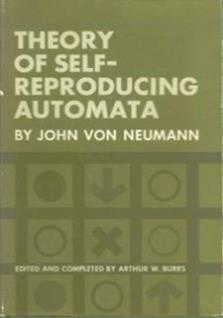 THEORY
OF SELF-
REPRODUCING
AUTOMATA
BY JOHN VON NEUMANN
EDITED AND COMPLETED BY ARTHUR W. BURKS